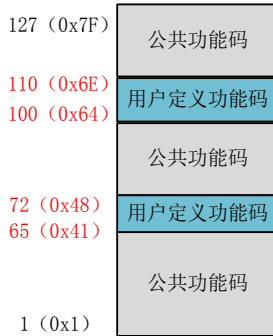 127（0x7F）
公共功能码
110（0x6E）
用户定义功能码
100（0x64）
公共功能码
72（0x48）
用户定义功能码
65（0x41）
公共功能码
1（0x1）